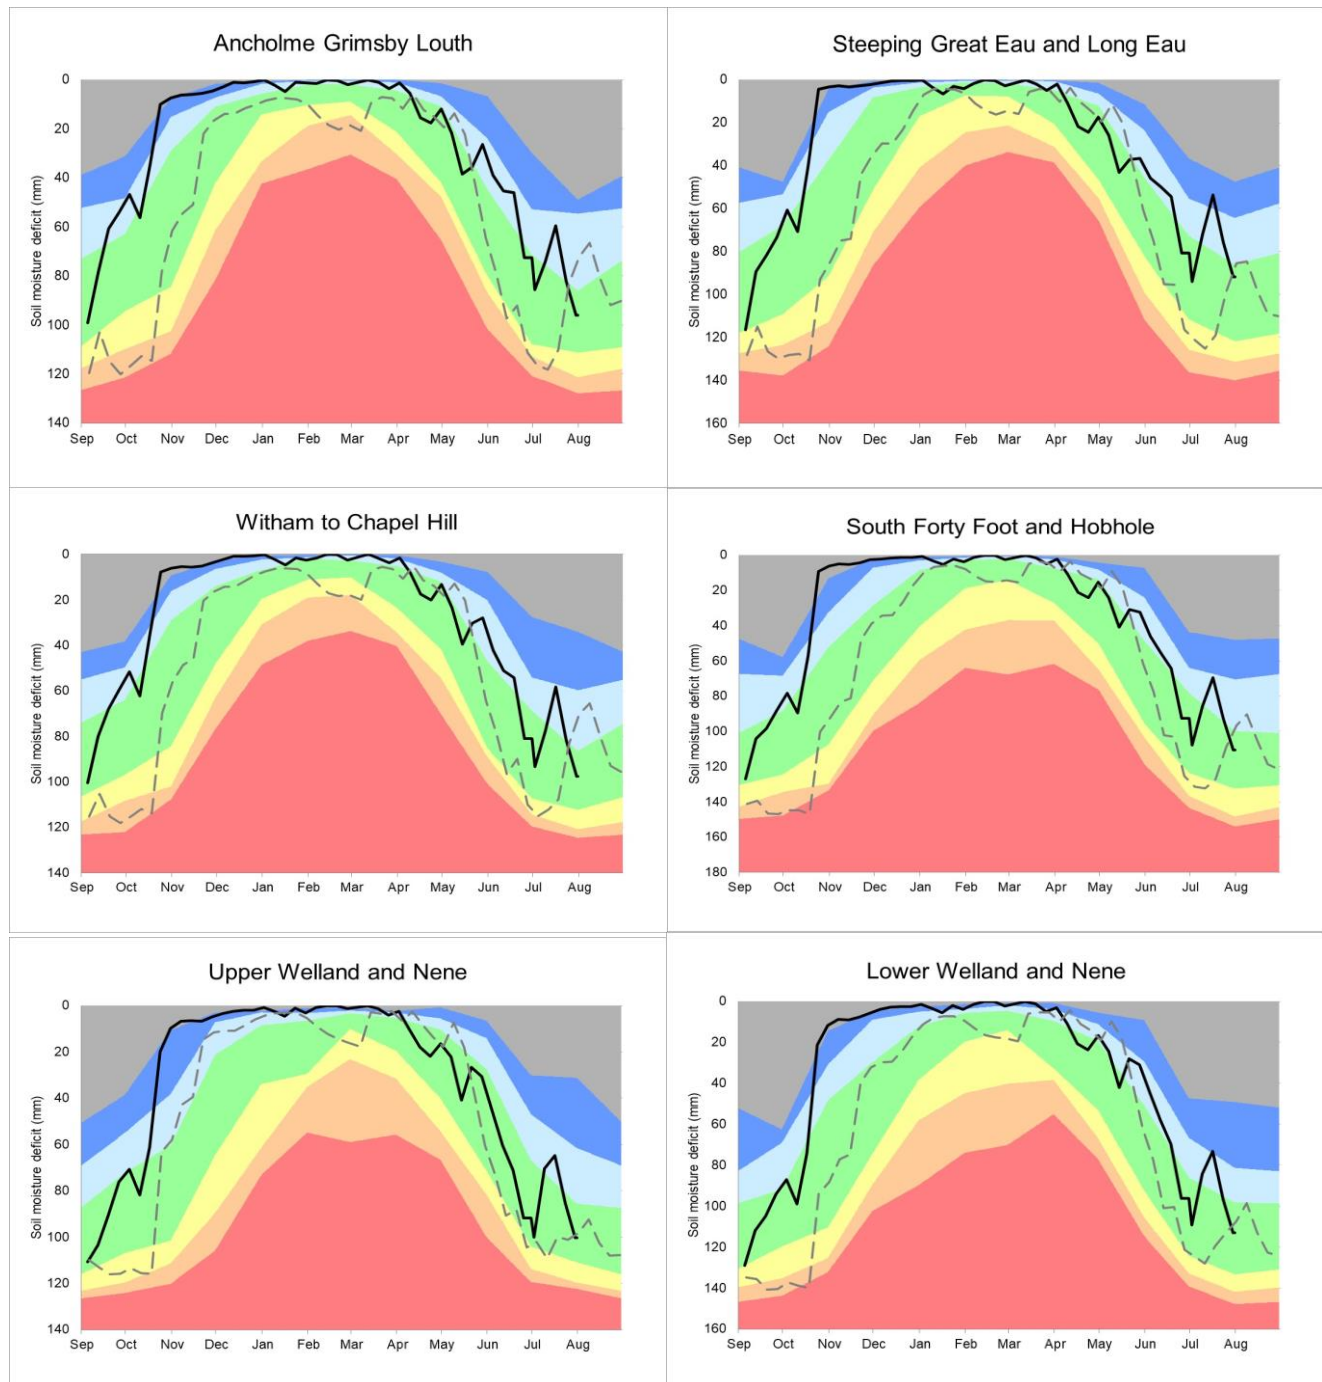 Ancholme Grimsby Louth
Soil moisture deficit (mm)
0
20
40
60
80
100
120
140
Sep Oct Nov Dec Jan Feb Mar Apr May Jun Jul Aug
Steeping Great Eau and Long Eau
Soil moisture deficit (mm)
0
20
40
60
80
100
120
140
160
Sep Oct Nov Dec Jan Feb Mar Apr May Jun Jul Aug
Witham to Chapel Hill
Soil moisture deficit (mm)
0
20
40
60
80
100
120
140
Sep Oct Nov Dec Jan Feb Mar Apr May Jun Jul Aug
South Forty Foot and Hobhole
Soil moisture deficit (mm)
0
20
40
60
80
100
120
140
160
180
Sep Oct Nov Dec Jan Feb Mar Apr May Jun Jul Aug
Upper Welland and Nene
Soil moisture deficit (mm)
0
20
40
60
80
100
120
140
Sep Oct Nov Dec Jan Feb Mar Apr May Jun Jul Aug
Lower Welland and Nene
Soil moisture deficit (mm)
0
20
40
60
80
100
120
140
160
Sep Oct Nov Dec Jan Feb Mar Apr May Jun Jul Aug